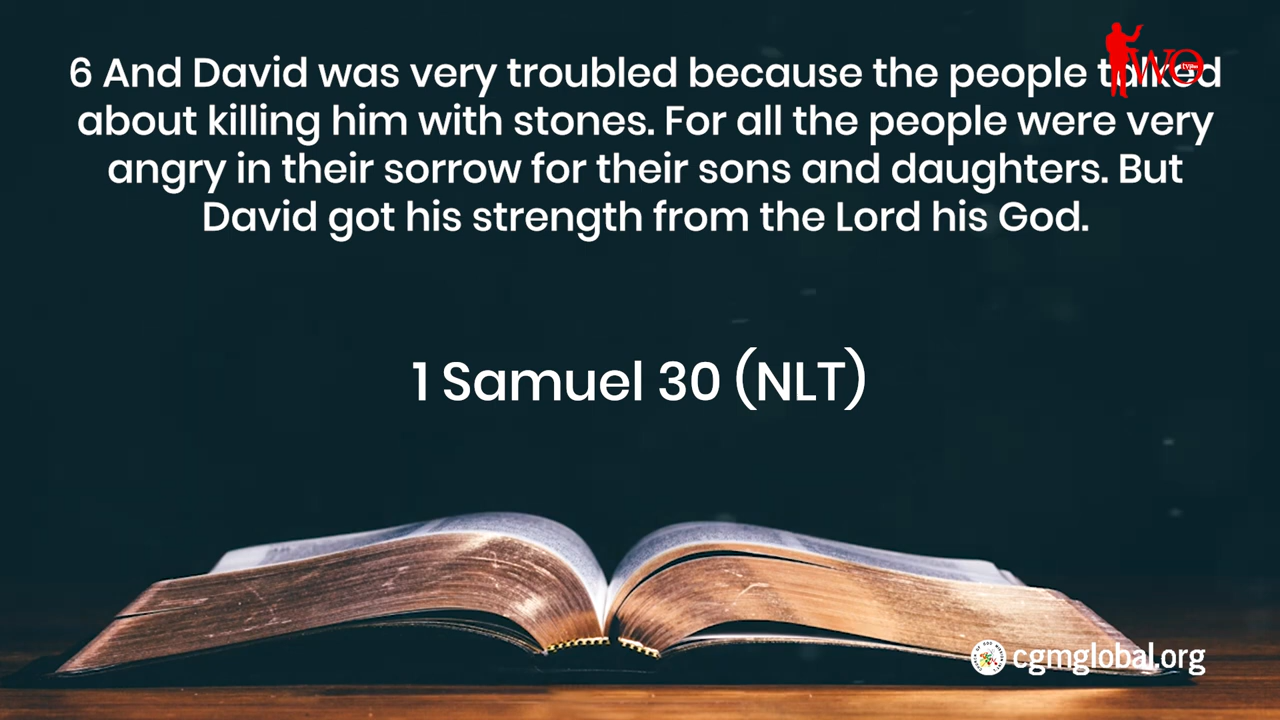 6 And David was very troubled because the people talked
about killing him with stones. For all the people were very
angry in their sorrow for their sons and daughters. But
David got his strength from the Lord his God.
1 Samuel 30 (NLT)
WO
cgmglobal.org